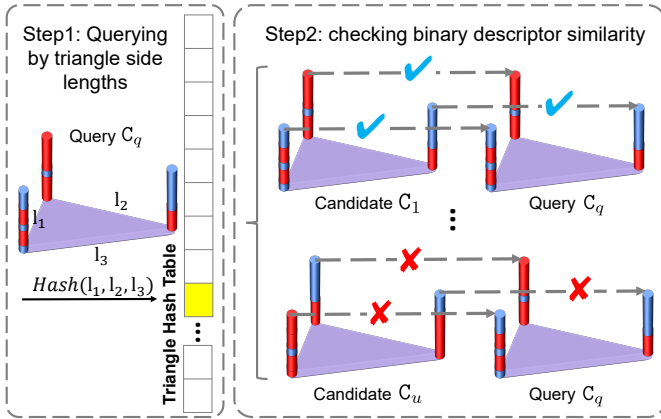 Step1: Querying
by triangle side
lengths
Query C_q
l_1
l_2
l_3
Hash(l_1,l_2,l_3)
Triangle Hash Table
...
Step2: checking binary descriptor similarity
Candidate C_1
Query C_q
...
Candidate C_u
Query C_q